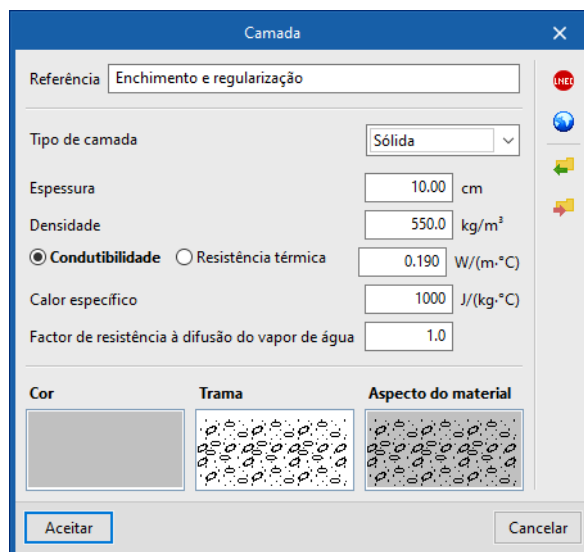 Camada
Referência Enchimento e regularização
LNEC
Tipo de camada Sólida
Espessura 10.00 cm
Densidade 550.0 kg/m³
Condutibilidade Resistência térmica 0.190 W/(m·°C)
Calor específico 1000 J/(kg·°C)
Factor de resistência à difusão do vapor de água 1.0
Cor Trama Aspecto do material
Aceitar Cancelar